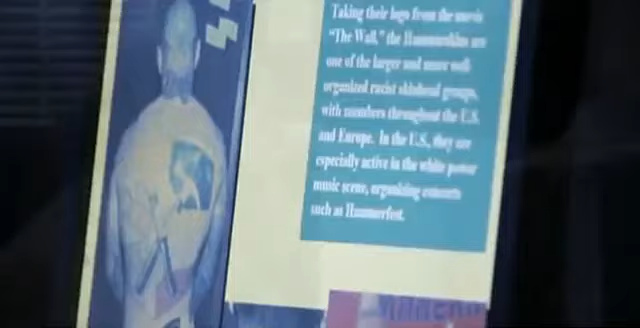 Taking their logo from the movie
"The Wall," the Hammerskins are
one of the larger and more well
organized racist skinhead groups,
with members throughout the U.S.
and Europe. In the U.S., they are
especially active in the white power
music scene, organizing concerts
such as Hammerfest.